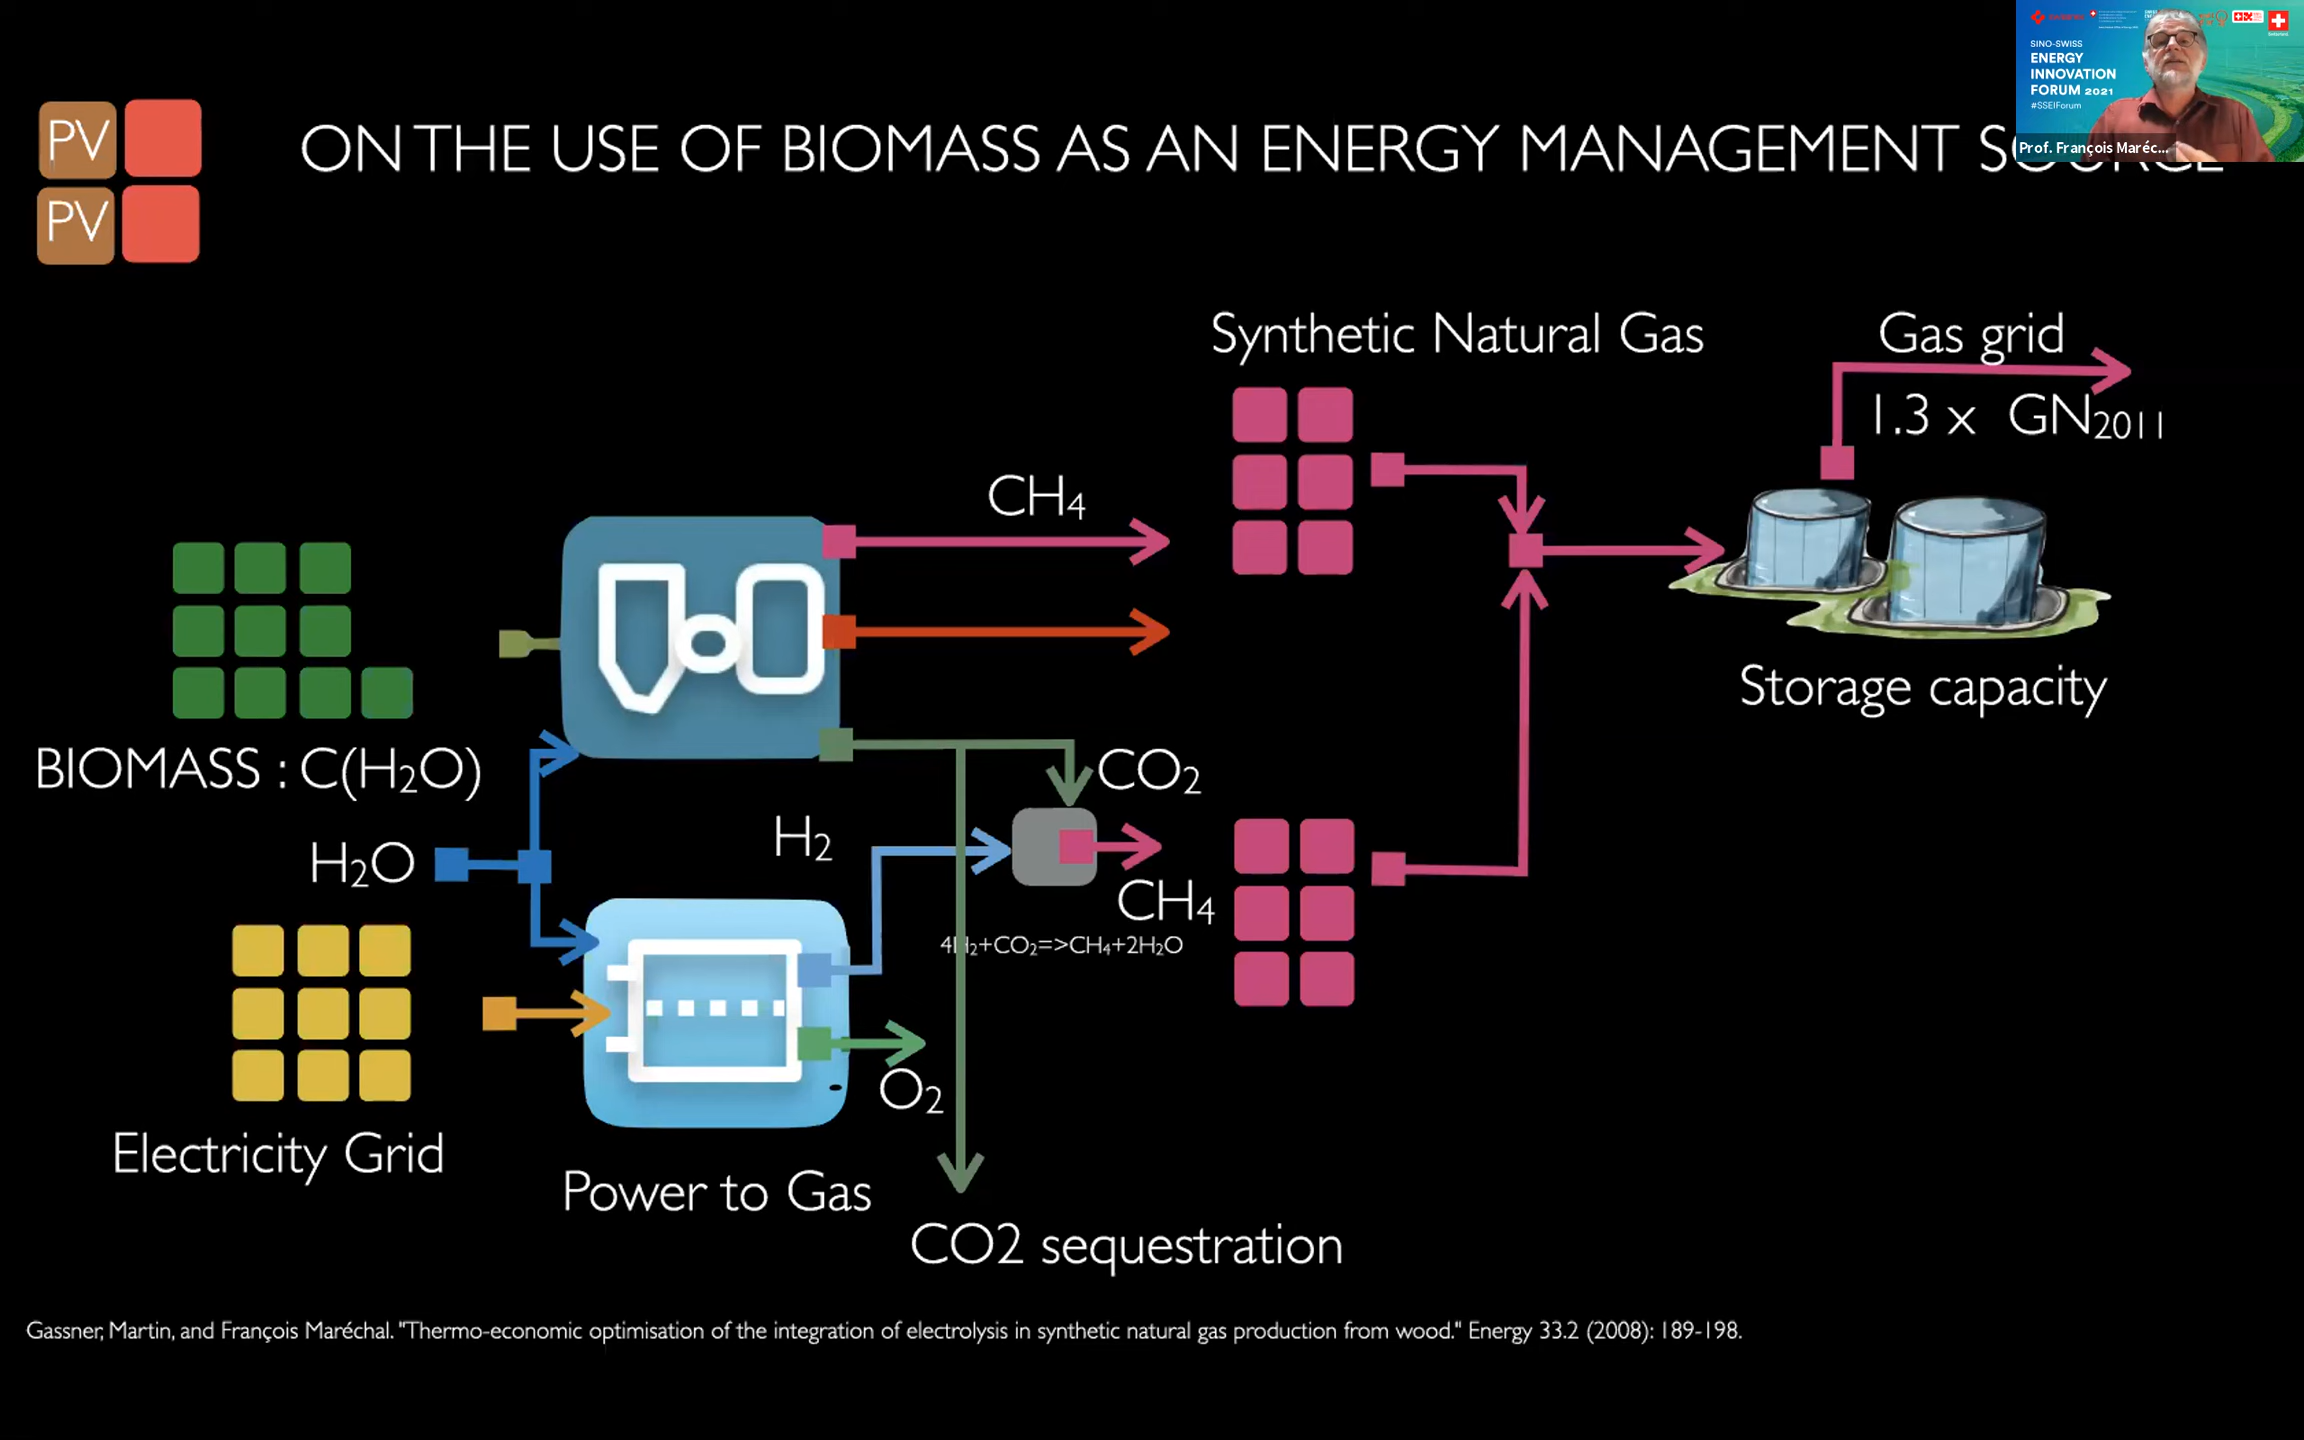 SINO-SWISS
ENERGY
INNOVATION
FORUM 2021
#SSEIForum
Prof. François Maréc...
PV
PV
ON THE USE OF BIOMASS AS AN ENERGY MANAGEMENT SOURCE
Synthetic Natural Gas
Gas grid
1.3 x GN2011
CH4
Storage capacity
BIOMASS : C(H2O)
CO2
H2
H2O
CH4
4H2+CO2=>CH4+2H2O
O2
Electricity Grid
Power to Gas
CO2 sequestration
Gassner, Martin, and François Maréchal. "Thermo-economic optimisation of the integration of electrolysis in synthetic natural gas production from wood." Energy 33.2 (2008): 189-198.